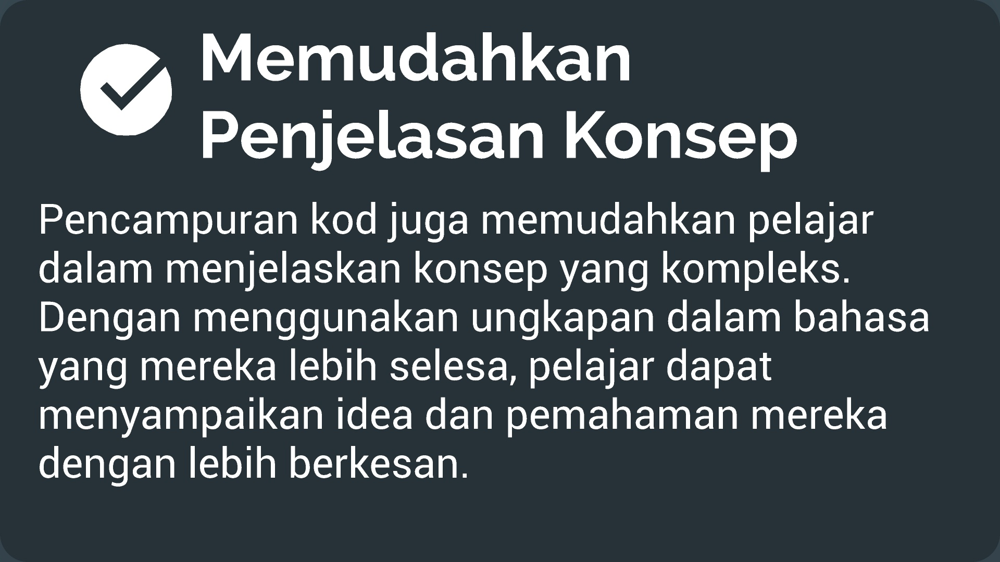 Memudahkan
Penjelasan Konsep
Pencampuran kod juga memudahkan pelajar
dalam menjelaskan konsep yang kompleks.
Dengan menggunakan ungkapan dalam bahasa
yang mereka lebih selesa, pelajar dapat
menyampaikan idea dan pemahaman mereka
dengan lebih berkesan.